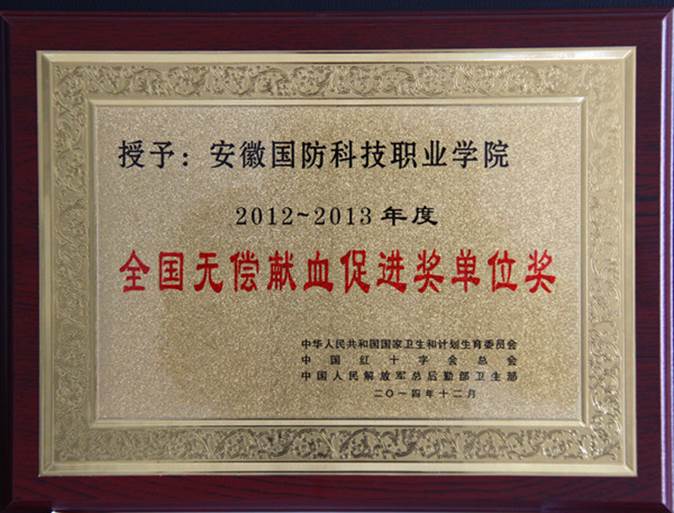 授予：安徽国防科技职业学院
2012~2013年度
全国无偿献血促进奖单位奖
中华人民共和国国家卫生和计划生育委员会
中国红十字会总会
中国人民解放军总后勤部卫生部
二〇一四年十二月